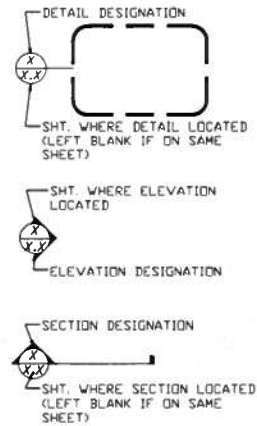 DETAIL DESIGNATION
X
X.X
SHT. WHERE DETAIL LOCATED
(LEFT BLANK IF ON SAME
SHEET)
SHT. WHERE ELEVATION
LOCATED
X
X.X
ELEVATION DESIGNATION
SECTION DESIGNATION
X
X.X
SHT. WHERE SECTION LOCATED
(LEFT BLANK IF ON SAME
SHEET)